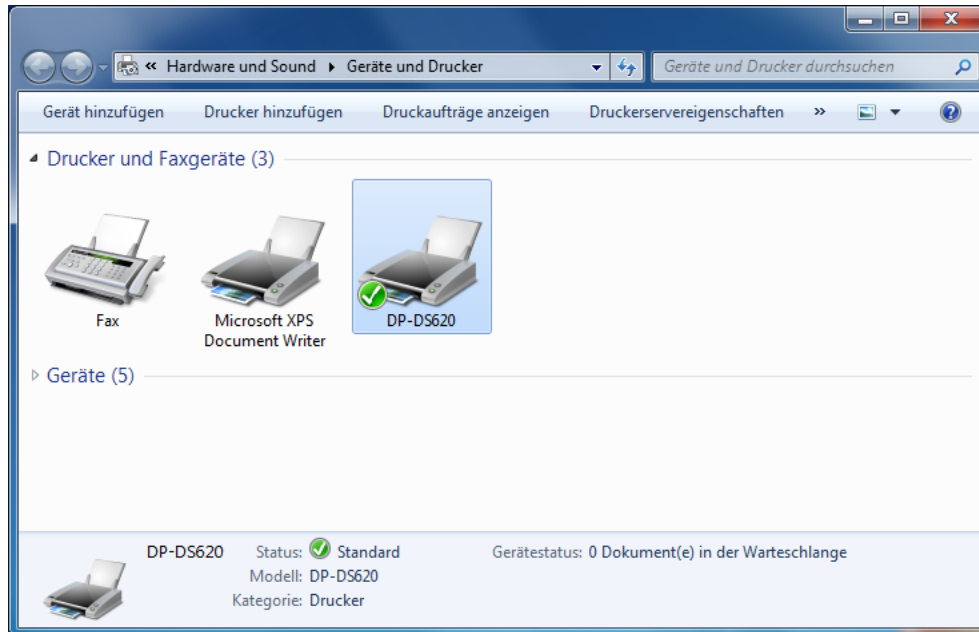 « Hardware und Sound Geräte und Drucker Geräte und Drucker durchsuchen
Gerät hinzufügen Drucker hinzufügen Druckaufträge anzeigen Druckerservereigenschaften »
Drucker und Faxgeräte (3)
Fax
Microsoft XPS
Document Writer
DP-DS620
Geräte (5)
DP-DS620 Status: Standard Gerätestatus: 0 Dokument(e) in der Warteschlange
Modell: DP-DS620
Kategorie: Drucker